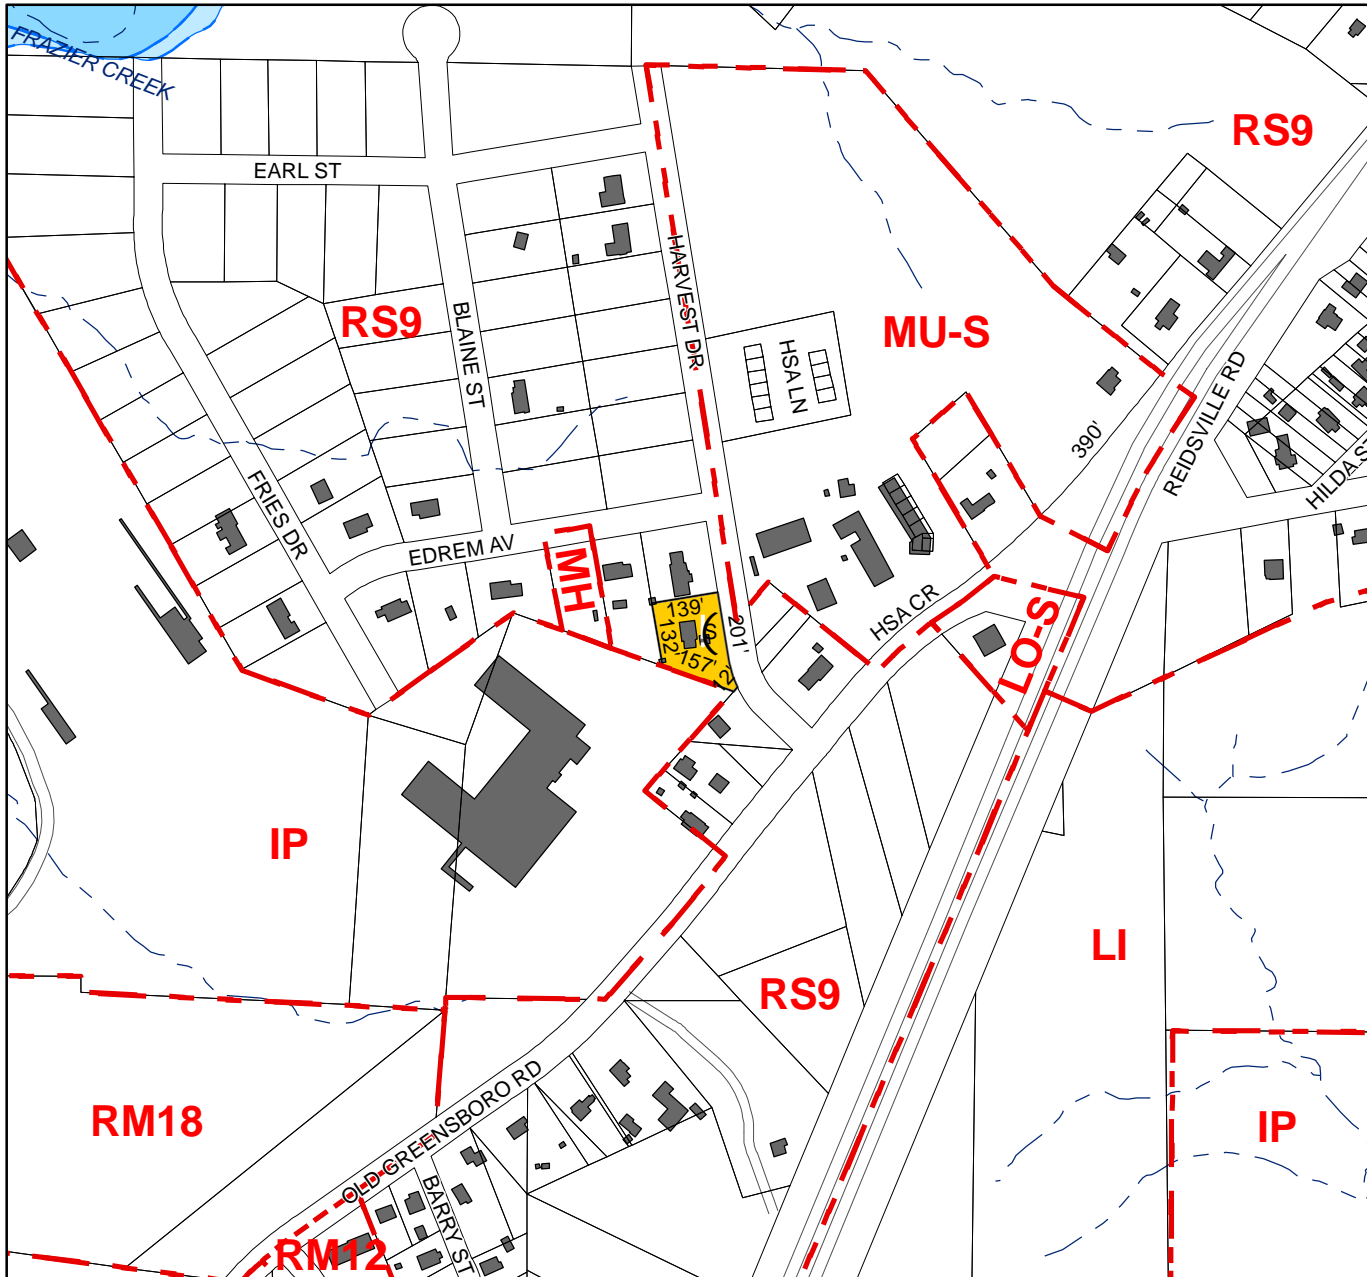 FRAZIER CREEK
RS9
EARL ST
HARVEST DR
RS9
BLAINE ST
MU-S
HSA LN
REIDSVILLE RD
390'
HILDA ST
FRIES DR
EDREM AV
MH
139'
132'
S
201'
157'
HSA CR
LO-S
IP
LI
RS9
OLD GREENSBORO RD
RM18
IP
BARRY ST
RM12